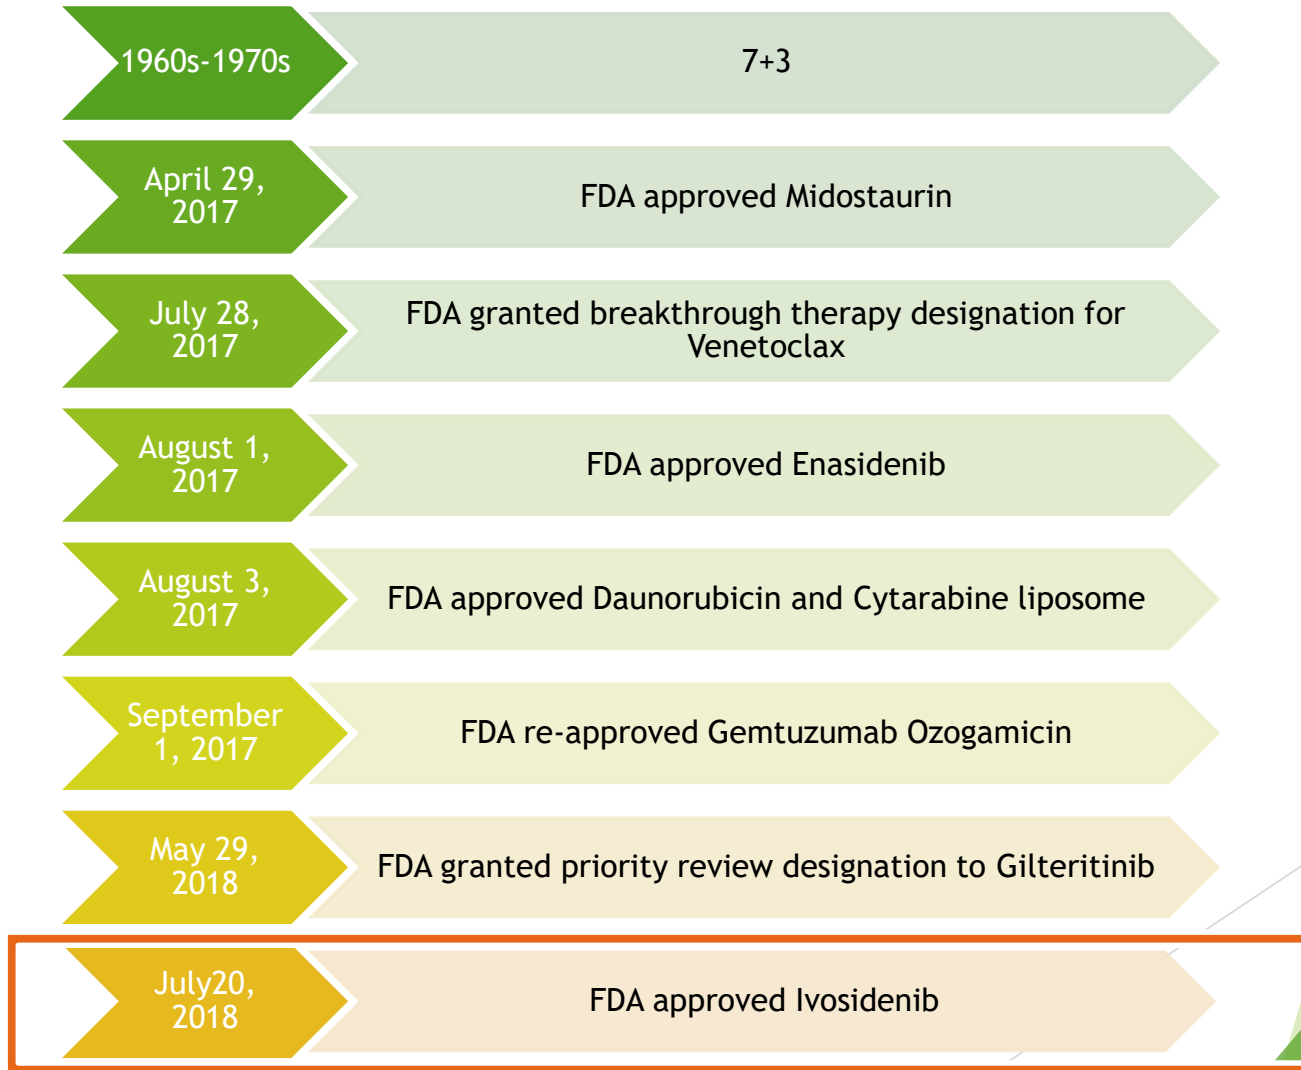 1960s-1970s
7+3
April 29,
2017
FDA approved Midostaurin
July 28,
2017
FDA granted breakthrough therapy designation for
Venetoclax
August 1,
2017
FDA approved Enasidenib
August 3,
2017
FDA approved Daunorubicin and Cytarabine liposome
September
1, 2017
FDA re-approved Gemtuzumab Ozogamicin
May 29,
2018
FDA granted priority review designation to Gilteritinib
July20,
2018
FDA approved Ivosidenib